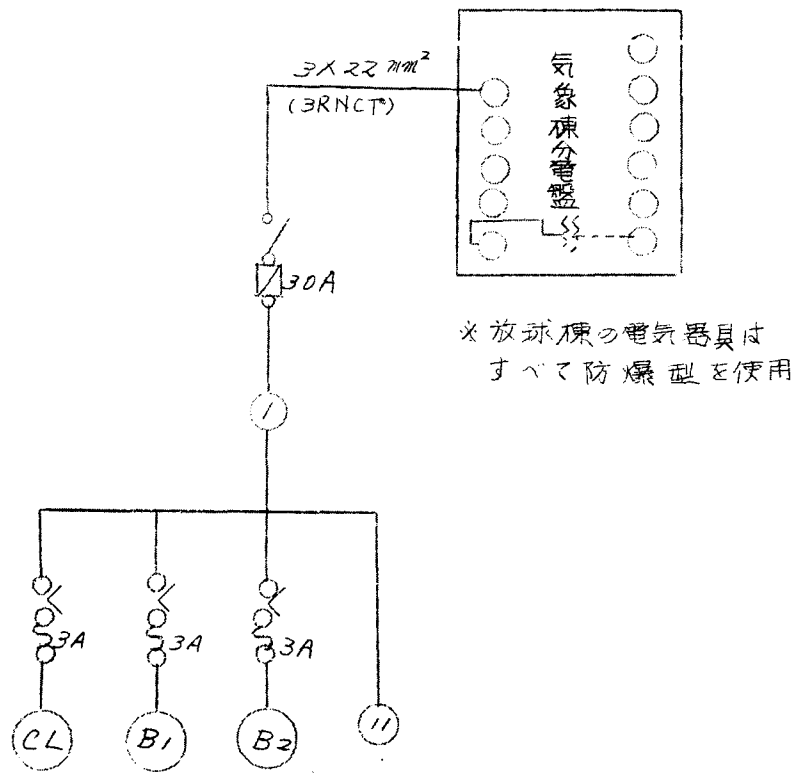 3×22 mm²
(3RNCT)
気象棟分電盤
30A
※ 放球棟の電気器具は
すべて防爆型を使用
1
3A
3A
3A
CL
B1
B2
11